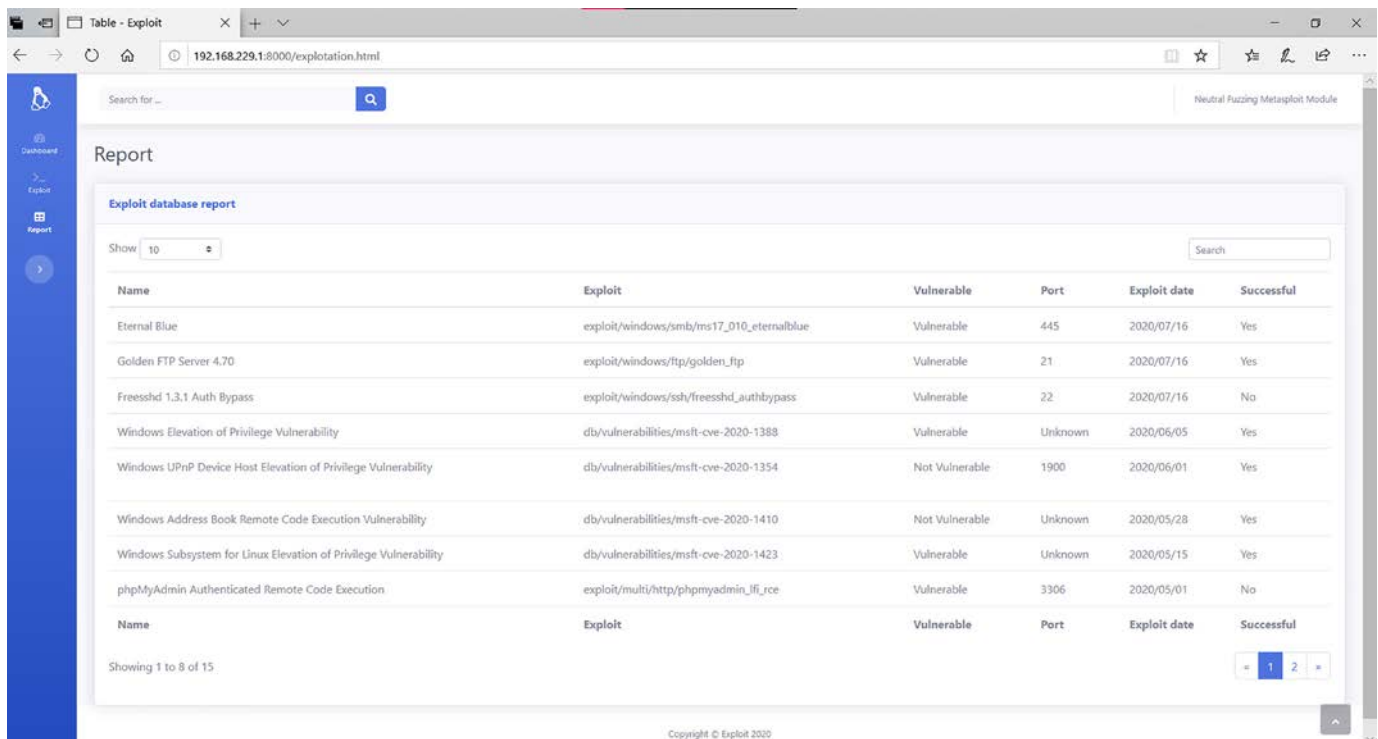 Table - Exploit
192.168.229.1:8000/explotation.html
Search for ...
Neutral Fuzzing Metasploit Module
Dashboard
Exploit
Report
Report
Exploit database report
Show 10
Search
Name Exploit Vulnerable Port Exploit date Successful
Eternal Blue exploit/windows/smb/ms17_010_eternalblue Vulnerable 445 2020/07/16 Yes
Golden FTP Server 4.70 exploit/windows/ftp/golden_ftp Vulnerable 21 2020/07/16 Yes
Freesshd 1.3.1 Auth Bypass exploit/windows/ssh/freesshd_authbypass Vulnerable 22 2020/07/16 No
Windows Elevation of Privilege Vulnerability db/vulnerabilities/msft-cve-2020-1388 Vulnerable Unknown 2020/06/05 Yes
Windows UPnP Device Host Elevation of Privilege Vulnerability db/vulnerabilities/msft-cve-2020-1354 Not Vulnerable 1900 2020/06/01 Yes
Windows Address Book Remote Code Execution Vulnerability db/vulnerabilities/msft-cve-2020-1410 Not Vulnerable Unknown 2020/05/28 Yes
Windows Subsystem for Linux Elevation of Privilege Vulnerability db/vulnerabilities/msft-cve-2020-1423 Vulnerable Unknown 2020/05/15 Yes
phpMyAdmin Authenticated Remote Code Execution exploit/multi/http/phpmyadmin_lfi_rce Vulnerable 3306 2020/05/01 No
Name Exploit Vulnerable Port Exploit date Successful
Showing 1 to 8 of 15
« 1 2 »
Copyright © Exploit 2020